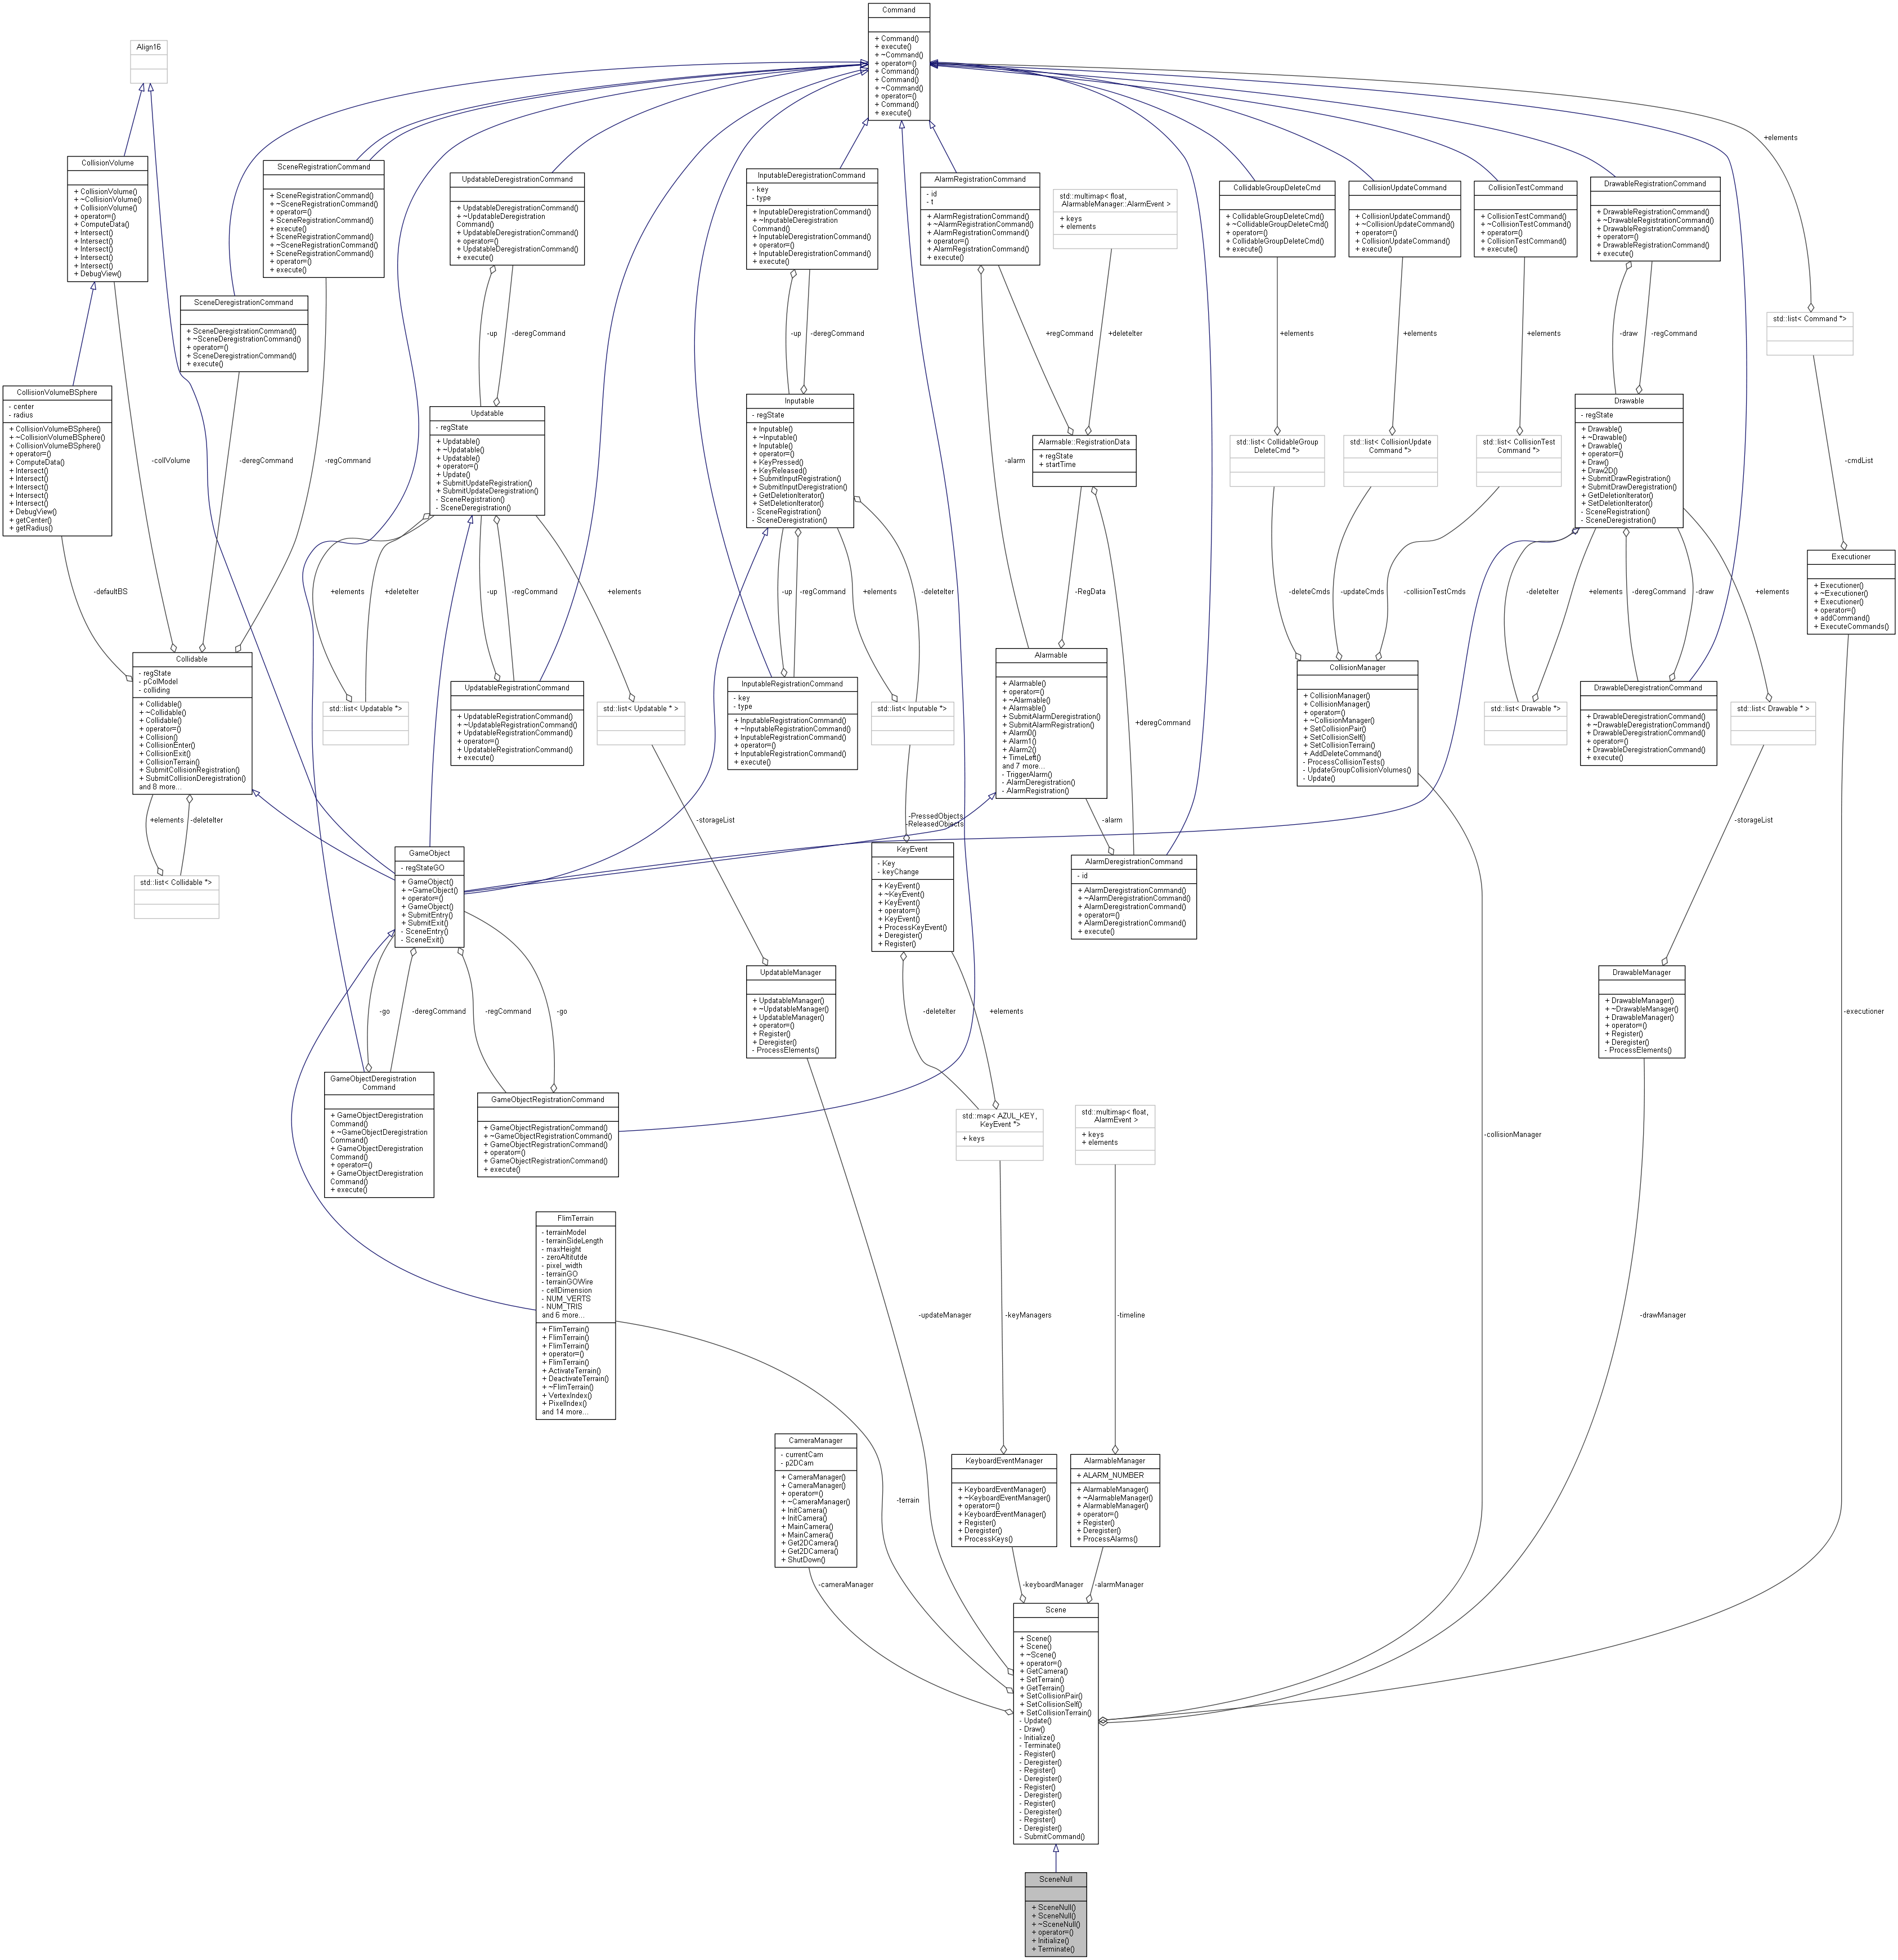 Command
+ Command()
+ execute()
+ ~Command()
+ operator=()
+ Command()
+ Command()
+ ~Command()
+ operator=()
+ Command()
+ execute()
Align16
+elements
CollisionVolume
+ CollisionVolume()
+ ~CollisionVolume()
+ CollisionVolume()
+ operator=()
+ ComputeData()
+ Intersect()
+ Intersect()
+ Intersect()
+ Intersect()
+ Intersect()
+ DebugView()
SceneRegistrationCommand
+ SceneRegistrationCommand()
+ ~SceneRegistrationCommand()
+ operator=()
+ SceneRegistrationCommand()
+ execute()
+ SceneRegistrationCommand()
+ ~SceneRegistrationCommand()
+ SceneRegistrationCommand()
+ operator=()
+ execute()
UpdatableDeregistrationCommand
+ UpdatableDeregistrationCommand()
+ ~UpdatableDeregistration
Command()
+ UpdatableDeregistrationCommand()
+ operator=()
+ UpdatableDeregistrationCommand()
+ execute()
InputableDeregistrationCommand
- key
- type
+ InputableDeregistrationCommand()
+ ~InputableDeregistration
Command()
+ InputableDeregistrationCommand()
+ operator=()
+ InputableDeregistrationCommand()
+ execute()
AlarmRegistrationCommand
- id
- t
+ AlarmRegistrationCommand()
+ ~AlarmRegistrationCommand()
+ AlarmRegistrationCommand()
+ operator=()
+ AlarmRegistrationCommand()
+ execute()
std::multimap< float,
AlarmableManager::AlarmEvent >
+ keys
+ elements
CollidableGroupDeleteCmd
+ CollidableGroupDeleteCmd()
+ ~CollidableGroupDeleteCmd()
+ operator=()
+ CollidableGroupDeleteCmd()
+ execute()
CollisionUpdateCommand
+ CollisionUpdateCommand()
+ ~CollisionUpdateCommand()
+ operator=()
+ CollisionUpdateCommand()
+ execute()
CollisionTestCommand
+ CollisionTestCommand()
+ ~CollisionTestCommand()
+ operator=()
+ CollisionTestCommand()
+ execute()
DrawableRegistrationCommand
+ DrawableRegistrationCommand()
+ ~DrawableRegistrationCommand()
+ DrawableRegistrationCommand()
+ operator=()
+ DrawableRegistrationCommand()
+ execute()
SceneDeregistrationCommand
+ SceneDeregistrationCommand()
+ ~SceneDeregistrationCommand()
+ operator=()
+ SceneDeregistrationCommand()
+ execute()
std::list< Command *>
-up
-deregCommand
-up
-deregCommand
+regCommand
+deleteIter
+elements
+elements
+elements
-draw
-regCommand
CollisionVolumeBSphere
- center
- radius
+ CollisionVolumeBSphere()
+ ~CollisionVolumeBSphere()
+ CollisionVolumeBSphere()
+ operator=()
+ ComputeData()
+ Intersect()
+ Intersect()
+ Intersect()
+ Intersect()
+ Intersect()
+ DebugView()
+ getCenter()
+ getRadius()
-collVolume
-deregCommand
-regCommand
Updatable
- regState
+ Updatable()
+ ~Updatable()
+ Updatable()
+ operator=()
+ Update()
+ SubmitUpdateRegistration()
+ SubmitUpdateDeregistration()
- SceneRegistration()
- SceneDeregistration()
Inputable
- regState
+ Inputable()
+ ~Inputable()
+ Inputable()
+ operator=()
+ KeyPressed()
+ KeyReleased()
+ SubmitInputRegistration()
+ SubmitInputDeregistration()
+ GetDeletionIterator()
+ SetDeletionIterator()
- SceneRegistration()
- SceneDeregistration()
-alarm
Alarmable::RegistrationData
+ regState
+ startTime
std::list< CollidableGroup
DeleteCmd *>
std::list< CollisionUpdate
Command *>
std::list< CollisionTest
Command *>
Drawable
- regState
+ Drawable()
+ ~Drawable()
+ Drawable()
+ operator=()
+ Draw()
+ Draw2D()
+ SubmitDrawRegistration()
+ SubmitDrawDeregistration()
+ GetDeletionIterator()
+ SetDeletionIterator()
- SceneRegistration()
- SceneDeregistration()
-cmdList
Executioner
+ Executioner()
+ ~Executioner()
+ Executioner()
+ operator=()
+ addCommand()
+ ExecuteCommands()
-defaultBS
+elements
+deleteIter
-up
-regCommand
+elements
-up
-regCommand
+elements
-deleteIter
-RegData
-deleteCmds
-updateCmds
-collisionTestCmds
-deleteIter
+elements
-deregCommand
-draw
+elements
Collidable
- regState
- pColModel
- colliding
+ Collidable()
+ ~Collidable()
+ Collidable()
+ operator=()
+ Collision()
+ CollisionEnter()
+ CollisionExit()
+ CollisionTerrain()
+ SubmitCollisionRegistration()
+ SubmitCollisionDeregistration()
and 8 more...
std::list< Updatable *>
UpdatableRegistrationCommand
+ UpdatableRegistrationCommand()
+ ~UpdatableRegistrationCommand()
+ UpdatableRegistrationCommand()
+ operator=()
+ UpdatableRegistrationCommand()
+ execute()
std::list< Updatable * >
InputableRegistrationCommand
- key
- type
+ InputableRegistrationCommand()
+ ~InputableRegistrationCommand()
+ InputableRegistrationCommand()
+ operator=()
+ InputableRegistrationCommand()
+ execute()
std::list< Inputable *>
Alarmable
+ Alarmable()
+ operator=()
+ ~Alarmable()
+ Alarmable()
+ SubmitAlarmDeregistration()
+ SubmitAlarmRegistration()
+ Alarm0()
+ Alarm1()
+ Alarm2()
+ TimeLeft()
and 7 more...
- TriggerAlarm()
- AlarmDeregistration()
- AlarmRegistration()
+deregCommand
CollisionManager
+ CollisionManager()
+ CollisionManager()
+ operator=()
+ ~CollisionManager()
+ SetCollisionPair()
+ SetCollisionSelf()
+ SetCollisionTerrain()
+ AddDeleteCommand()
- ProcessCollisionTests()
- UpdateGroupCollisionVolumes()
- Update()
std::list< Drawable *>
DrawableDeregistrationCommand
+ DrawableDeregistrationCommand()
+ ~DrawableDeregistrationCommand()
+ DrawableDeregistrationCommand()
+ operator=()
+ DrawableDeregistrationCommand()
+ execute()
std::list< Drawable * >
+elements
-deleteIter
-storageList
-PressedObjects
-ReleasedObjects
-alarm
-storageList
std::list< Collidable *>
GameObject
- regStateGO
+ GameObject()
+ ~GameObject()
+ operator=()
+ GameObject()
+ SubmitEntry()
+ SubmitExit()
- SceneEntry()
- SceneExit()
KeyEvent
- Key
- keyChange
+ KeyEvent()
+ ~KeyEvent()
+ KeyEvent()
+ operator=()
+ KeyEvent()
+ ProcessKeyEvent()
+ Deregister()
+ Register()
AlarmDeregistrationCommand
- id
+ AlarmDeregistrationCommand()
+ ~AlarmDeregistrationCommand()
+ AlarmDeregistrationCommand()
+ operator=()
+ AlarmDeregistrationCommand()
+ execute()
-go
-deregCommand
-regCommand
-go
UpdatableManager
+ UpdatableManager()
+ ~UpdatableManager()
+ UpdatableManager()
+ operator=()
+ Register()
+ Deregister()
- ProcessElements()
-deleteIter
+elements
DrawableManager
+ DrawableManager()
+ ~DrawableManager()
+ DrawableManager()
+ operator=()
+ Register()
+ Deregister()
- ProcessElements()
-executioner
GameObjectDeregistration
Command
+ GameObjectDeregistration
Command()
+ ~GameObjectDeregistration
Command()
+ GameObjectDeregistration
Command()
+ operator=()
+ GameObjectDeregistration
Command()
+ execute()
GameObjectRegistrationCommand
+ GameObjectRegistrationCommand()
+ ~GameObjectRegistrationCommand()
+ GameObjectRegistrationCommand()
+ operator=()
+ GameObjectRegistrationCommand()
+ execute()
std::map< AZUL_KEY,
KeyEvent *>
+ keys
std::multimap< float,
AlarmEvent >
+ keys
+ elements
-collisionManager
FlimTerrain
- terrainModel
- terrainSideLength
- maxHeight
- zeroAltitutde
- pixel_width
- terrainGO
- terrainGOWire
- cellDimension
- NUM_VERTS
- NUM_TRIS
and 6 more...
+ FlimTerrain()
+ FlimTerrain()
+ FlimTerrain()
+ operator=()
+ FlimTerrain()
+ ActivateTerrain()
+ DeactivateTerrain()
+ ~FlimTerrain()
+ VertexIndex()
+ PixelIndex()
and 14 more...
-updateManager
-keyManagers
-timeline
-drawManager
CameraManager
- currentCam
- p2DCam
+ CameraManager()
+ CameraManager()
+ operator=()
+ ~CameraManager()
+ InitCamera()
+ InitCamera()
+ MainCamera()
+ MainCamera()
+ Get2DCamera()
+ Get2DCamera()
+ ShutDown()
-terrain
KeyboardEventManager
+ KeyboardEventManager()
+ ~KeyboardEventManager()
+ operator=()
+ KeyboardEventManager()
+ Register()
+ Deregister()
+ ProcessKeys()
AlarmableManager
+ ALARM_NUMBER
+ AlarmableManager()
+ ~AlarmableManager()
+ AlarmableManager()
+ operator=()
+ Register()
+ Deregister()
+ ProcessAlarms()
-cameraManager
-keyboardManager
-alarmManager
Scene
+ Scene()
+ Scene()
+ ~Scene()
+ operator=()
+ GetCamera()
+ SetTerrain()
+ GetTerrain()
+ SetCollisionPair()
+ SetCollisionSelf()
+ SetCollisionTerrain()
- Update()
- Draw()
- Initialize()
- Terminate()
- Register()
- Deregister()
- Register()
- Deregister()
- Register()
- Deregister()
- Register()
- Deregister()
- Register()
- Deregister()
- SubmitCommand()
SceneNull
+ SceneNull()
+ SceneNull()
+ ~SceneNull()
+ operator=()
+ Initialize()
+ Terminate()